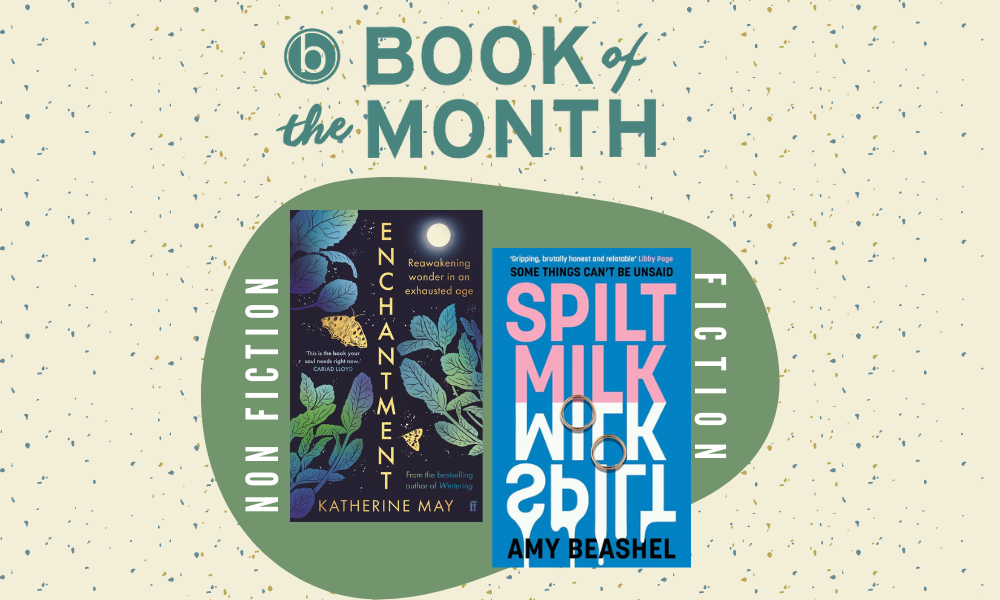 b
BOOK of
the MONTH
NON FICTION
ENCHANTMENT
Reawakening
wonder in an
exhausted age
'This is the book your
soul needs right now.'
CARIAD LLOYD
From the bestselling
author of Wintering
KATHERINE MAY
ff
'Gripping, brutally honest and relatable' Libby Page
SOME THINGS CAN'T BE UNSAID
SPILT
MILK
MILK
SPILT
AMY BEASHEL
FICTION